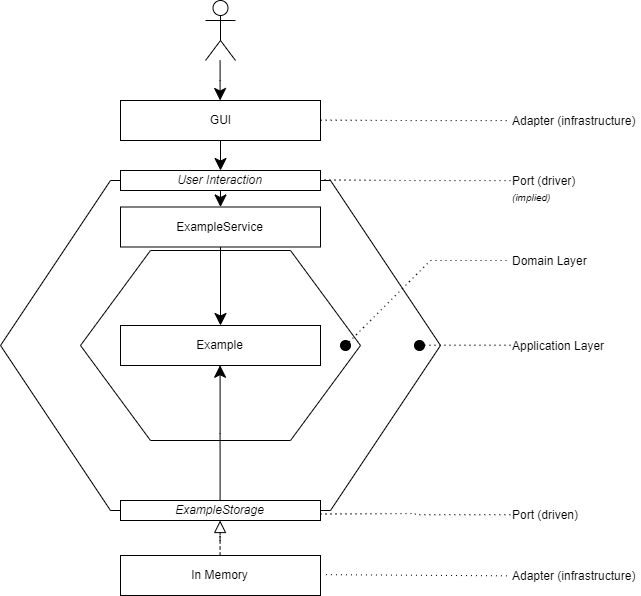 GUI
Adapter (infrastructure)
User Interaction
Port (driver)
(implied)
ExampleService
Domain Layer
Example
Application Layer
ExampleStorage
Port (driven)
In Memory
Adapter (infrastructure)